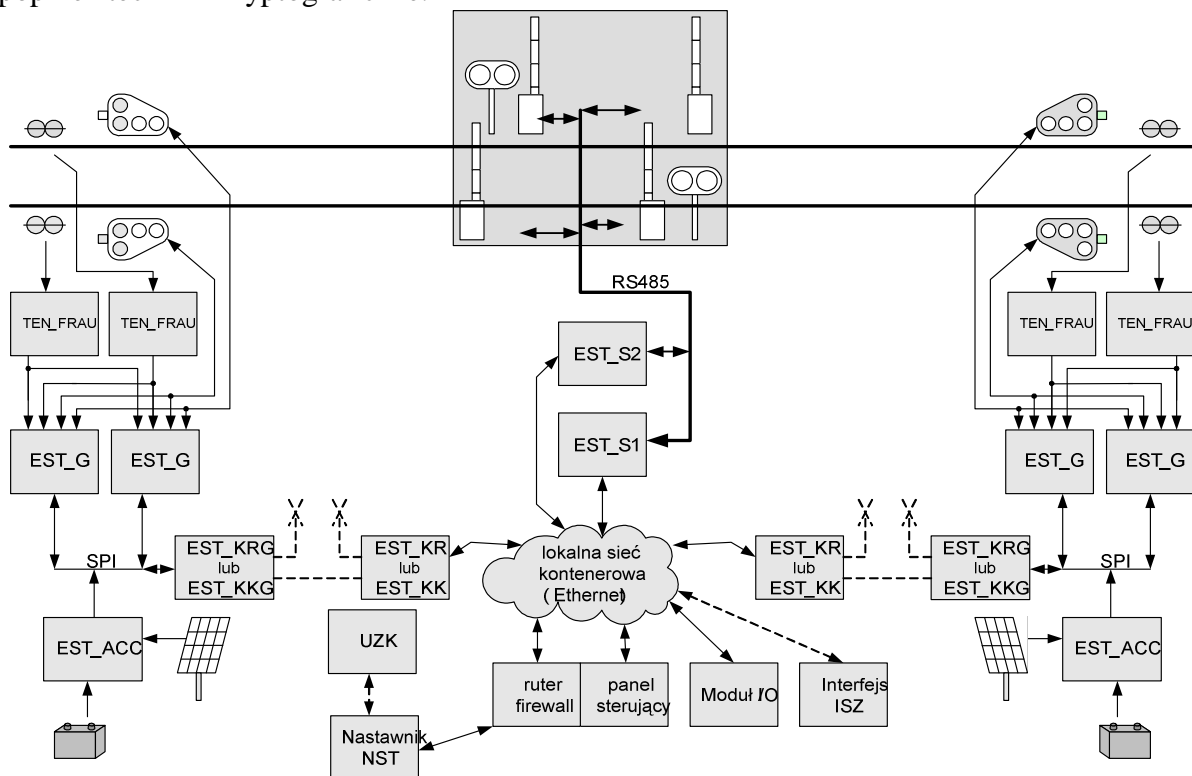 RS485
EST_S2
TEN_FRAU
TEN_FRAU
TEN_FRAU
TEN_FRAU
EST_S1
EST_G
EST_G
EST_G
EST_G
SPI
EST_KRG
lub
EST_KKG
EST_KR
lub
EST_KK
lokalna sieć
kontenerowa
(Ethernet)
EST_KR
lub
EST_KK
EST_KRG
lub
EST_KKG
SPI
EST_ACC
UZK
EST_ACC
ruter
firewall
panel
sterujący
Moduł I/O
Interfejs
ISZ
Nastawnik
NST